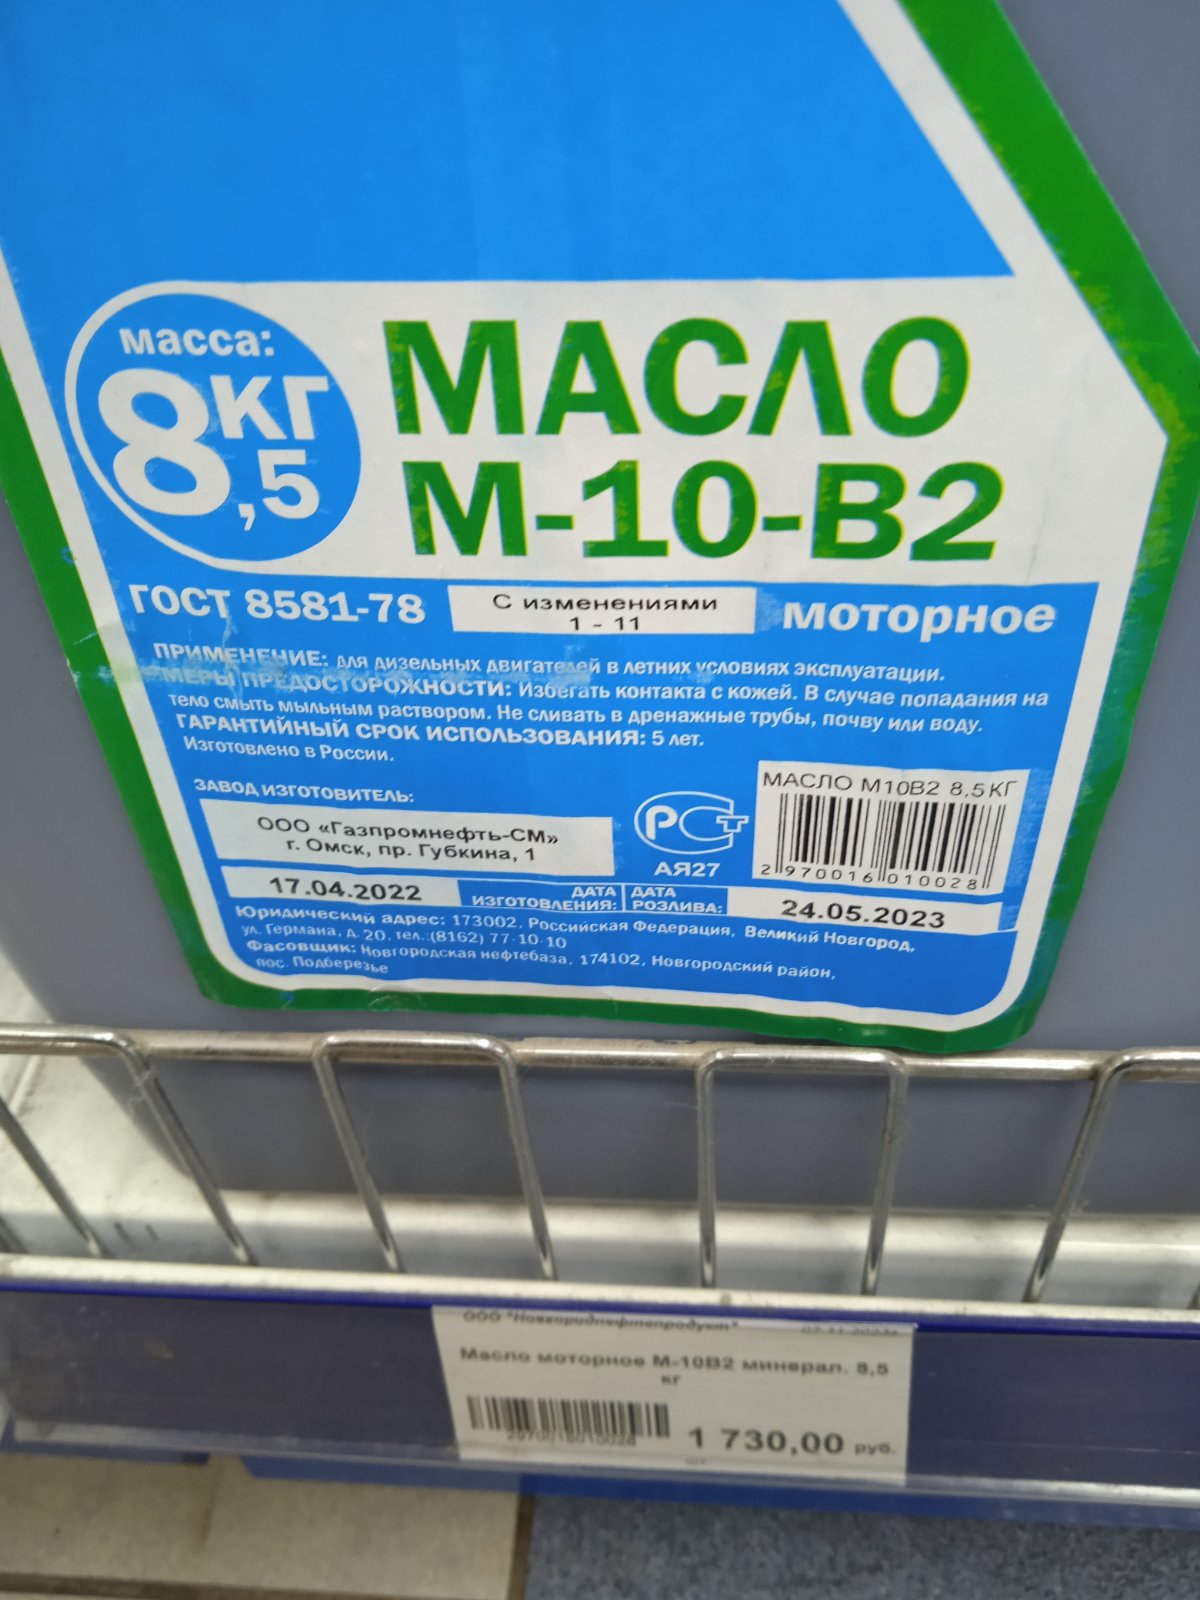 масса:
8,5 КГ
МАСЛО
М-10-В2
ГОСТ 8581-78
С изменениями
1 - 11
моторное
ПРИМЕНЕНИЕ: для дизельных двигателей в летних условиях эксплуатации.
МЕРЫ ПРЕДОСТОРОЖНОСТИ: Избегать контакта с кожей. В случае попадания на
тело смыть мыльным раствором. Не сливать в дренажные трубы, почву или воду.
ГАРАНТИЙНЫЙ СРОК ИСПОЛЬЗОВАНИЯ: 5 лет.
Изготовлено в России.
ЗАВОД ИЗГОТОВИТЕЛЬ:
ООО «Газпромнефть-СМ»
г. Омск, пр. Губкина, 1
РСТ
АЯ27
МАСЛО М10В2 8,5КГ
2 970016 010028
17.04.2022
ДАТА
ИЗГОТОВЛЕНИЯ:
ДАТА
РОЗЛИВА:
24.05.2023
Юридический адрес: 173002, Российская Федерация, Великий Новгород,
ул. Германа, д. 20, тел.:(8162) 77-10-10
Фасовщик: Новгородская нефтебаза, 174102, Новгородский район,
пос. Подберезье
ООО "Новгороднефтепродукт"
Масло моторное М-10В2 минерал. 8,5
кг
2970016010028
1 730,00 руб.